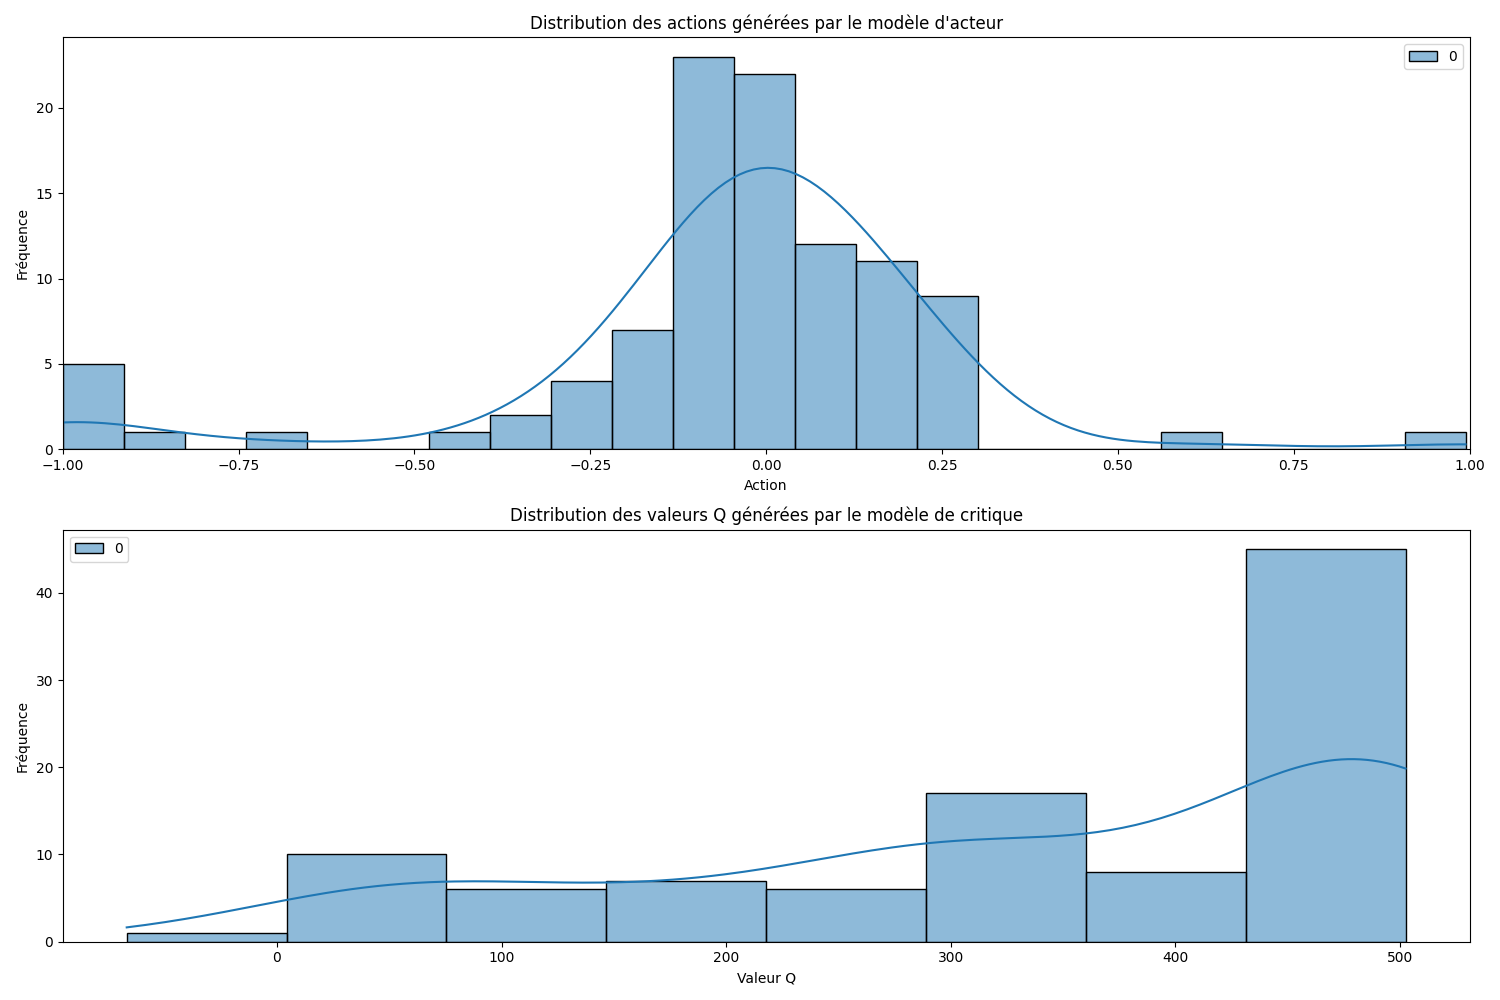 Distribution des actions générées par le modèle d'acteur
0
20
15
10
5
0
Fréquence
−1.00 −0.75 −0.50 −0.25 0.00 0.25 0.50 0.75 1.00
Action
Distribution des valeurs Q générées par le modèle de critique
0
40
30
20
10
0
Fréquence
0 100 200 300 400 500
Valeur Q